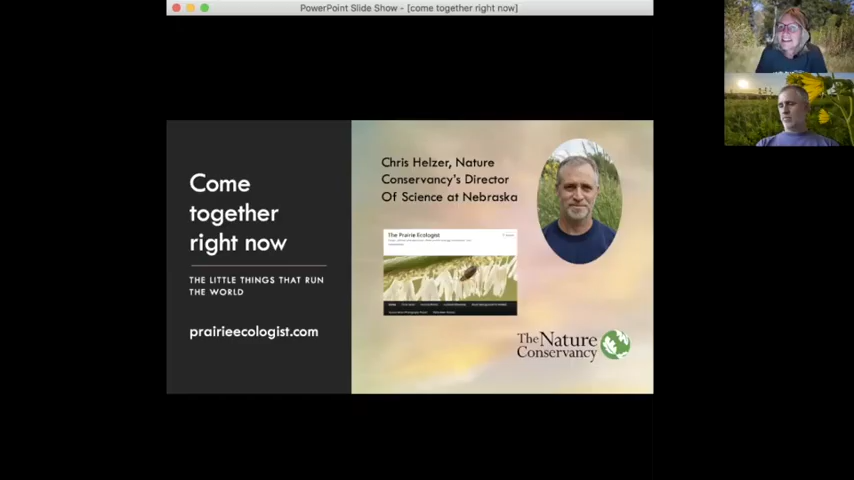 PowerPoint Slide Show - [come together right now]
Come
together
right now
THE LITTLE THINGS THAT RUN
THE WORLD
prairieecologist.com
Chris Helzer, Nature
Conservancy's Director
Of Science at Nebraska
The Prairie Ecologist
The Nature
Conservancy